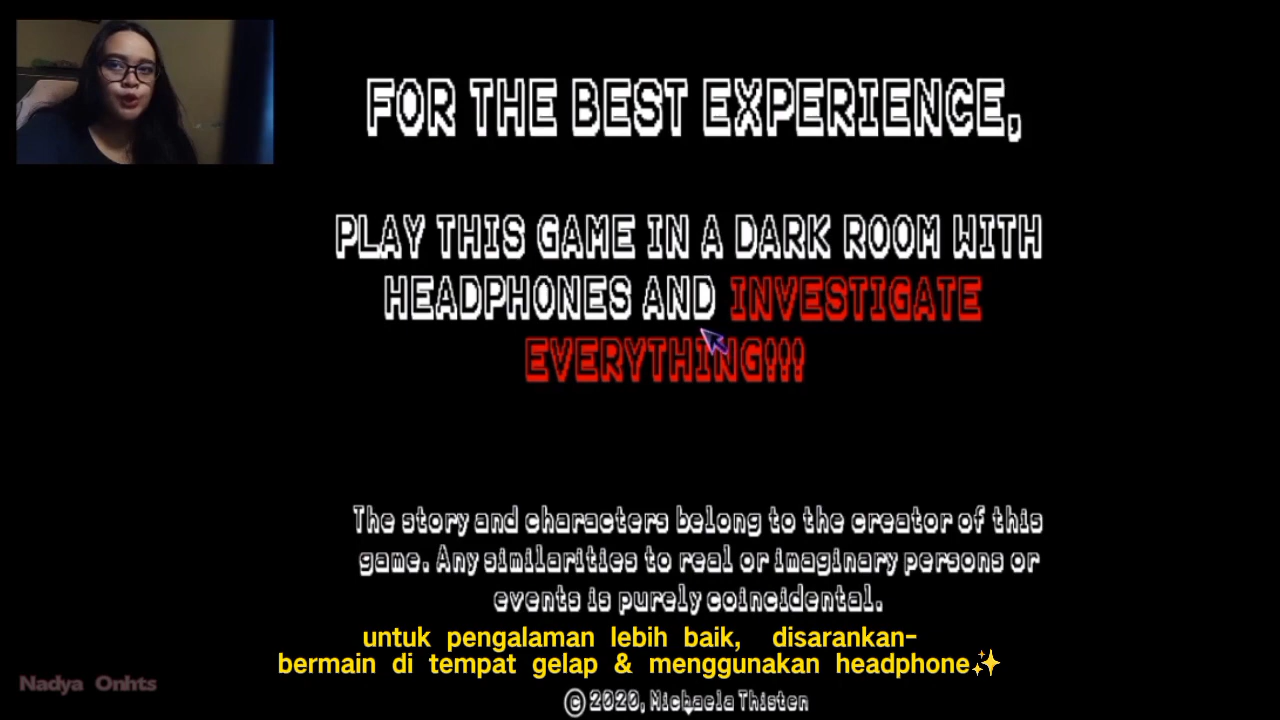 FOR THE BEST EXPERIENCE,
PLAY THIS GAME IN A DARK ROOM WITH
HEADPHONES AND INVESTIGATE
EVERYTHING!!!
The story and characters belong to the creator of this
game. Any similarities to real or imaginary persons or
events is purely coincidental.
untuk pengalaman lebih baik, disarankan-
bermain di tempat gelap & menggunakan headphone✨
Nadya Onhts
© 2020, Michaela Thisten